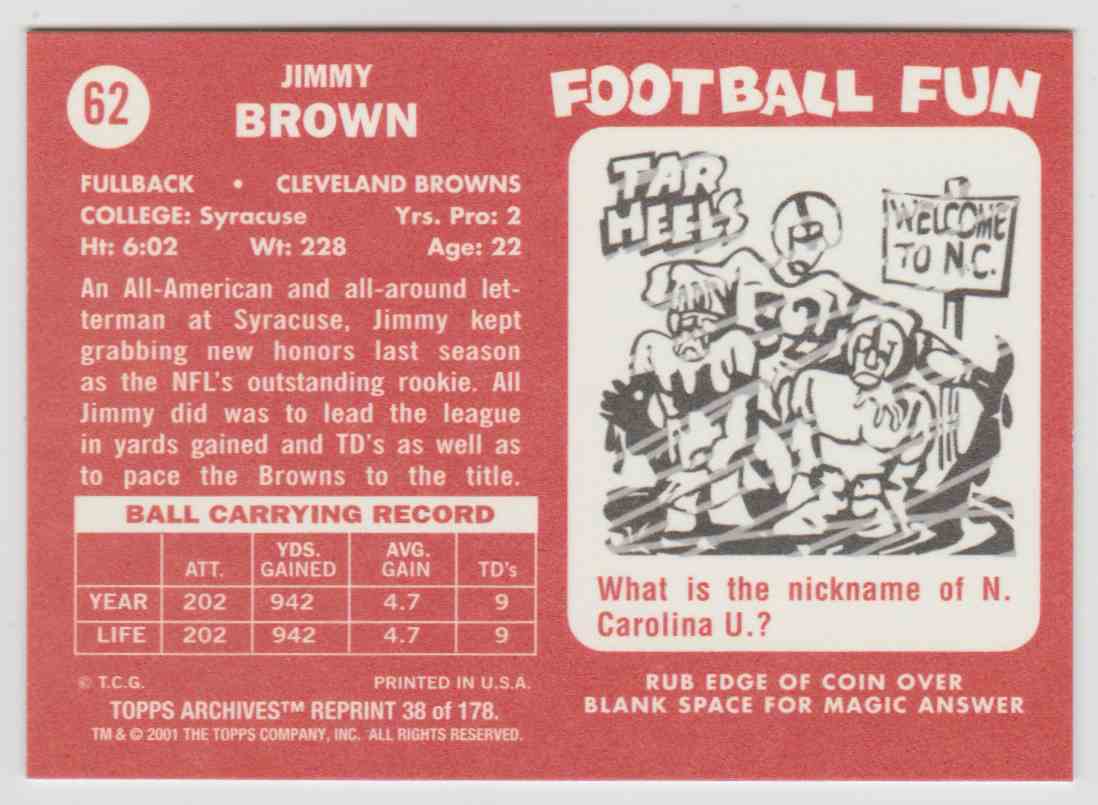 62
JIMMY
BROWN
FULLBACK • CLEVELAND BROWNS
COLLEGE: Syracuse Yrs. Pro: 2
Ht: 6:02 Wt: 228 Age: 22
An All-American and all-around let-
terman at Syracuse, Jimmy kept
grabbing new honors last season
as the NFL's outstanding rookie. All
Jimmy did was to lead the league
in yards gained and TD's as well as
to pace the Browns to the title.
BALL CARRYING RECORD
ATT. YDS. GAINED AVG. GAIN TD's
YEAR 202 942 4.7 9
LIFE 202 942 4.7 9
© T.C.G. PRINTED IN U.S.A.
TOPPS ARCHIVES™ REPRINT 38 of 178.
TM & © 2001 THE TOPPS COMPANY, INC. ALL RIGHTS RESERVED.
FOOTBALL FUN
TAR
HEELS
WELCOME
TO N.C.
What is the nickname of N.
Carolina U.?
RUB EDGE OF COIN OVER
BLANK SPACE FOR MAGIC ANSWER